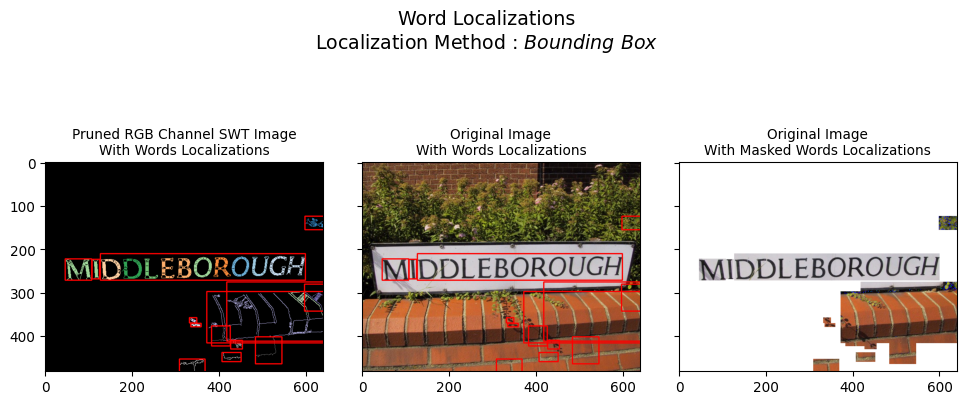 Word Localizations
Localization Method : Bounding Box
Pruned RGB Channel SWT Image
With Words Localizations
Original Image
With Words Localizations
Original Image
With Masked Words Localizations
0
100
200
300
400
0 200 400 600
0 200 400 600
0 200 400 600
MIDDLEBOROUGH
MIDDLEBOROUGH
MIDDLEBOROUGH